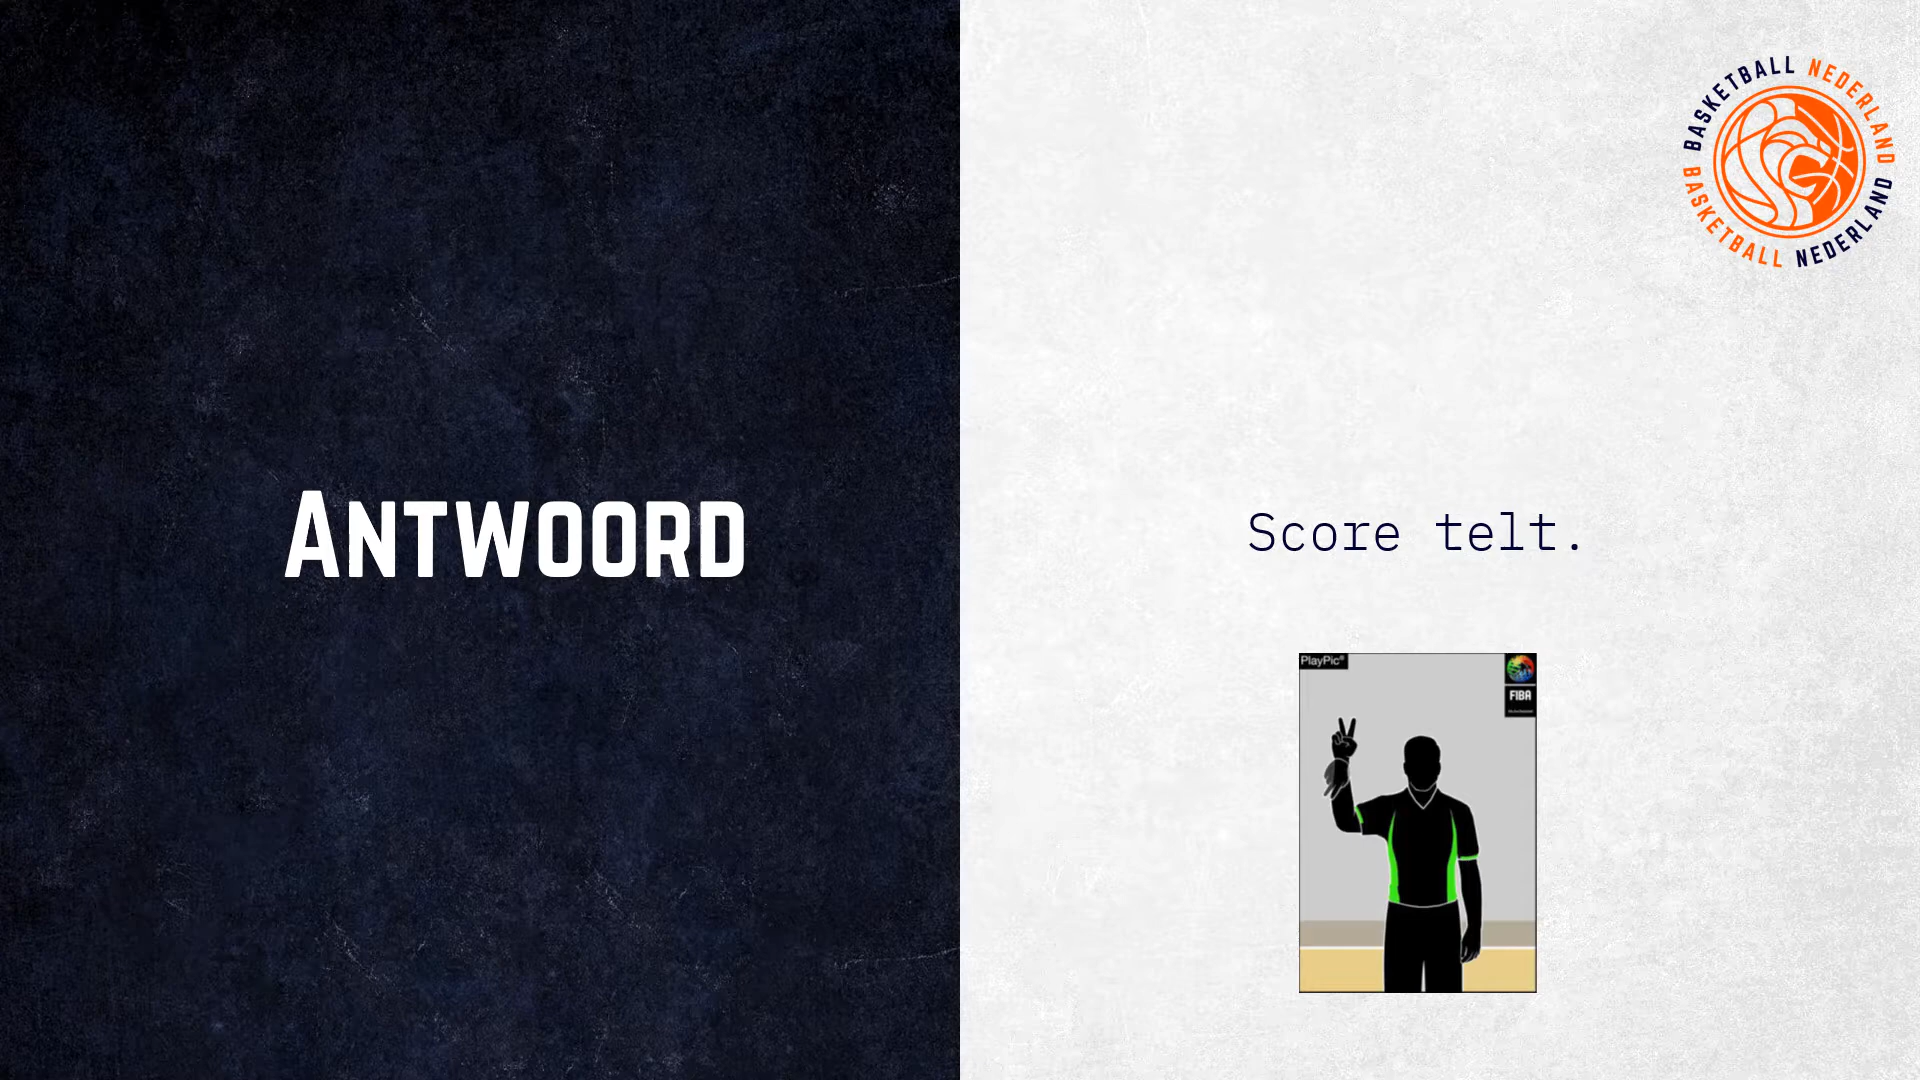 BASKETBALL NEDERLAND
BASKETBALL NEDERLAND
ANTWOORD
Score telt.
PlayPic®
FIBA